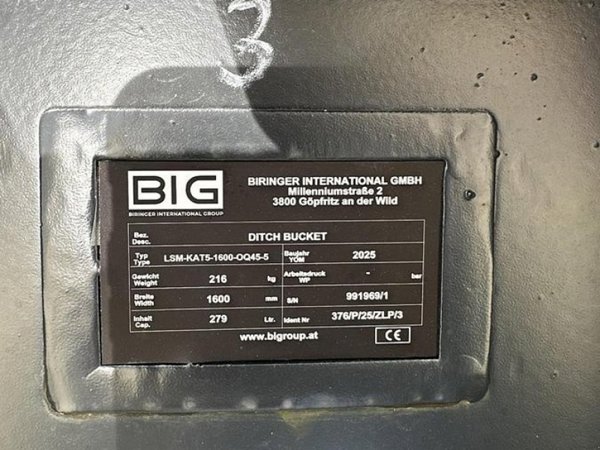 3
BIG
BIRINGER INTERNATIONAL GROUP
BIRINGER INTERNATIONAL GMBH
Millenniumstraße 2
3800 Göpfritz an der Wild
Bez. Desc. DITCH BUCKET
Typ Type LSM-KAT5-1600-OQ45-5 Baujahr YOM 2025
Gewicht Weight 216 kg Arbeitsdruck WP - bar
Breite Width 1600 mm S/N 991969/1
Inhalt Cap. 279 Ltr. Ident Nr 376/P/25/ZLP/3
www.bigroup.at CE